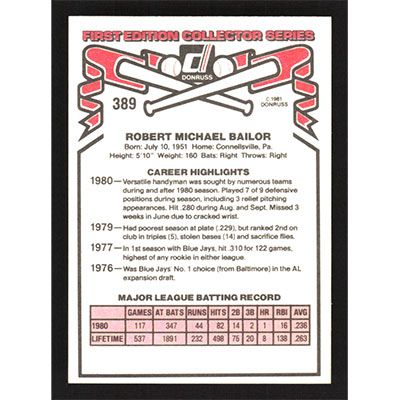 FIRST EDITION COLLECTOR SERIES
DONRUSS
389
© 1981
DONRUSS
ROBERT MICHAEL BAILOR
Born: July 10, 1951 Home: Connellsville, Pa.
Height: 5'10" Weight: 160 Bats: Right Throws: Right
CAREER HIGHLIGHTS
1980—Versatile handyman was sought by numerous teams
during and after 1980 season. Played 7 of 9 defensive
positions during season, including 3 relief pitching
appearances. Hit .280 during Aug. and Sept. Missed 3
weeks in June due to cracked wrist.
1979—Had poorest season at plate (.229), but ranked 2nd on
club in triples (5), stolen bases (14) and sacrifice flies.
1977—In 1st season with Blue Jays, hit .310 for 122 games,
highest of any rookie in either league.
1976—Was Blue Jays' No. 1 choice (from Baltimore) in the AL
expansion draft.
MAJOR LEAGUE BATTING RECORD
GAMES AT BATS RUNS HITS 2B 3B HR RBI AVG
1980 117 347 44 82 14 2 1 16 .236
LIFETIME 537 1891 232 498 75 20 8 138 .263